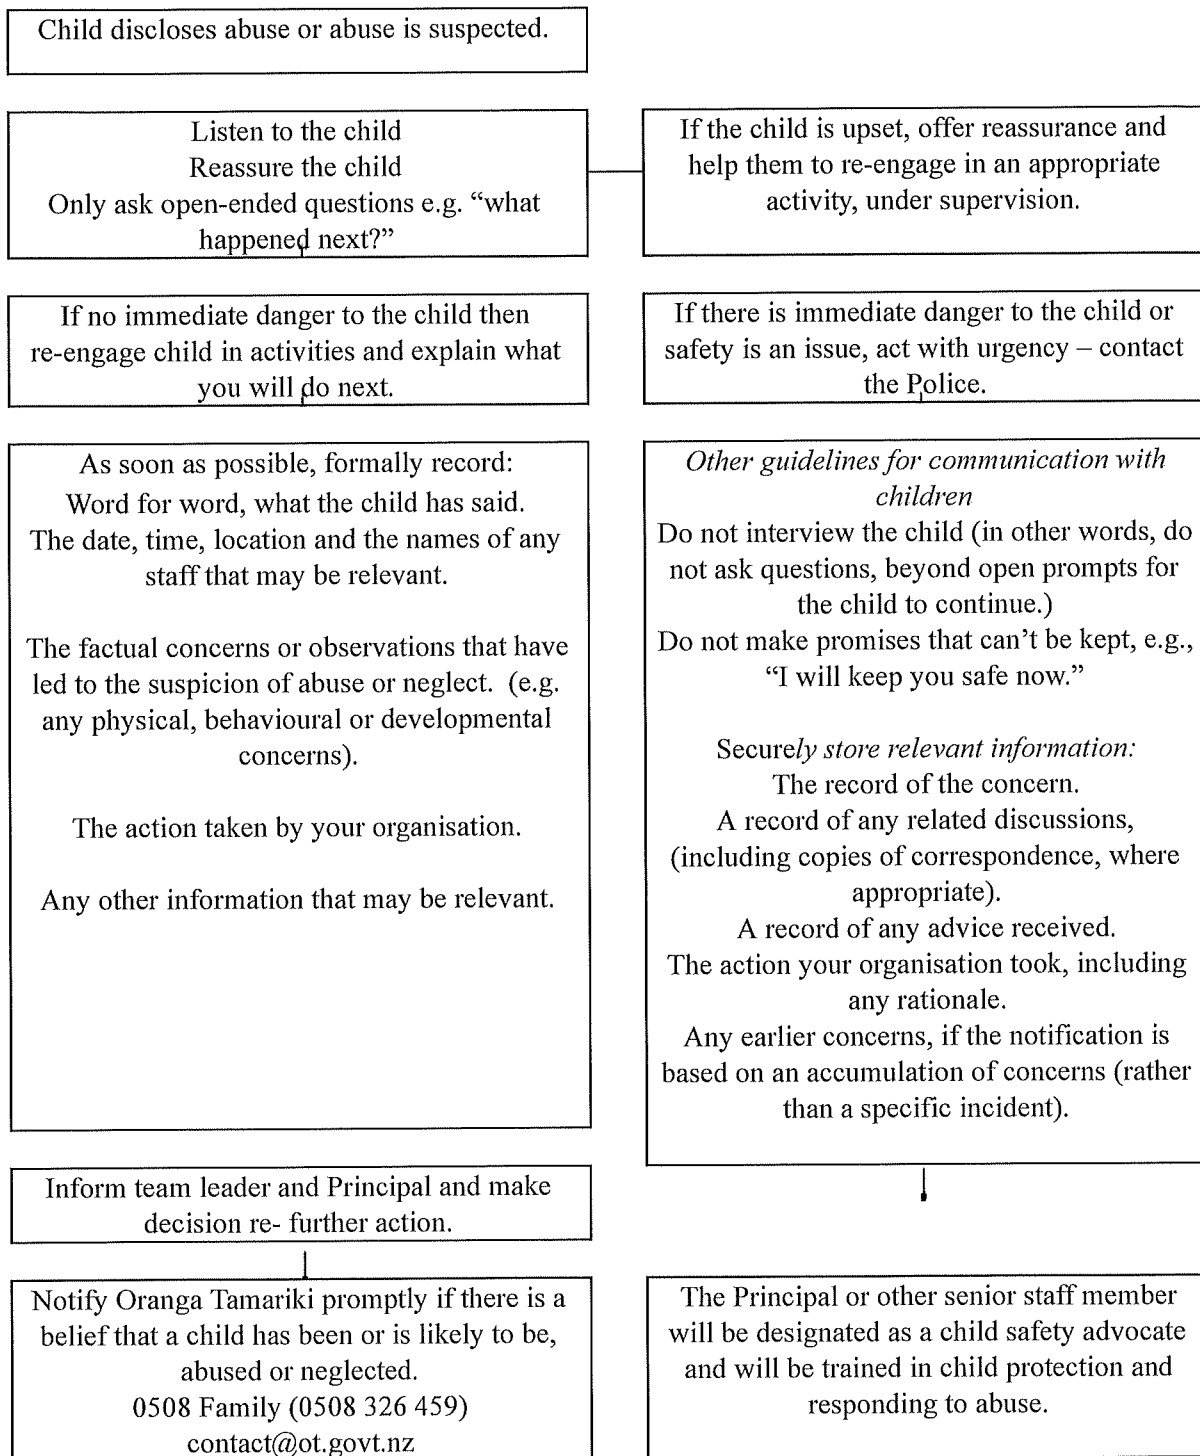 Child discloses abuse or abuse is suspected.
Listen to the child
Reassure the child
Only ask open-ended questions e.g. “what
happened next?”
If the child is upset, offer reassurance and
help them to re-engage in an appropriate
activity, under supervision.
If no immediate danger to the child then
re-engage child in activities and explain what
you will do next.
If there is immediate danger to the child or
safety is an issue, act with urgency – contact
the Police.
As soon as possible, formally record:
Word for word, what the child has said.
The date, time, location and the names of any
staff that may be relevant.
The factual concerns or observations that have
led to the suspicion of abuse or neglect. (e.g.
any physical, behavioural or developmental
concerns).
The action taken by your organisation.
Any other information that may be relevant.
Other guidelines for communication with
children
Do not interview the child (in other words, do
not ask questions, beyond open prompts for
the child to continue.)
Do not make promises that can’t be kept, e.g.,
“I will keep you safe now.”
Securely store relevant information:
The record of the concern.
A record of any related discussions,
(including copies of correspondence, where
appropriate).
A record of any advice received.
The action your organisation took, including
any rationale.
Any earlier concerns, if the notification is
based on an accumulation of concerns (rather
than a specific incident).
Inform team leader and Principal and make
decision re- further action.
Notify Oranga Tamariki promptly if there is a
belief that a child has been or is likely to be,
abused or neglected.
0508 Family (0508 326 459)
contact@ot.govt.nz
The Principal or other senior staff member
will be designated as a child safety advocate
and will be trained in child protection and
responding to abuse.